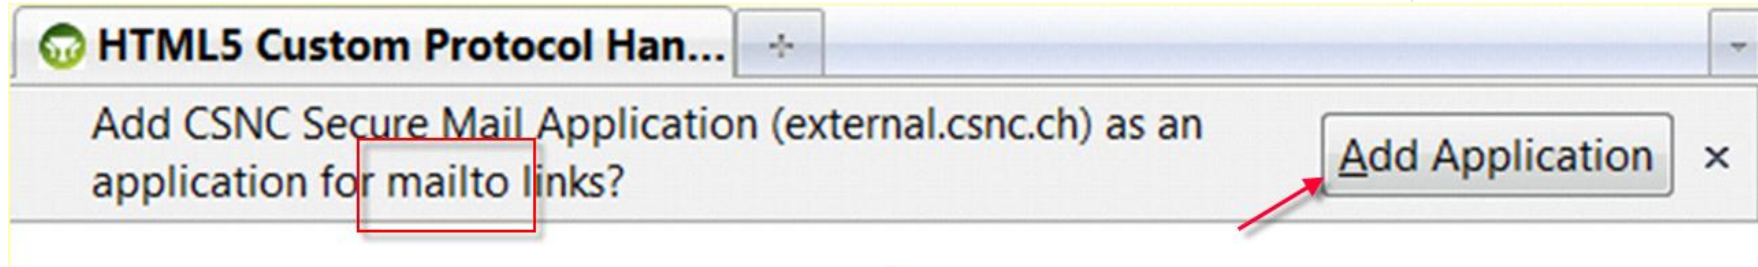 HTML5 Custom Protocol Han...
Add CSNC Secure Mail Application (external.csnc.ch) as an
application for mailto links?
Add Application